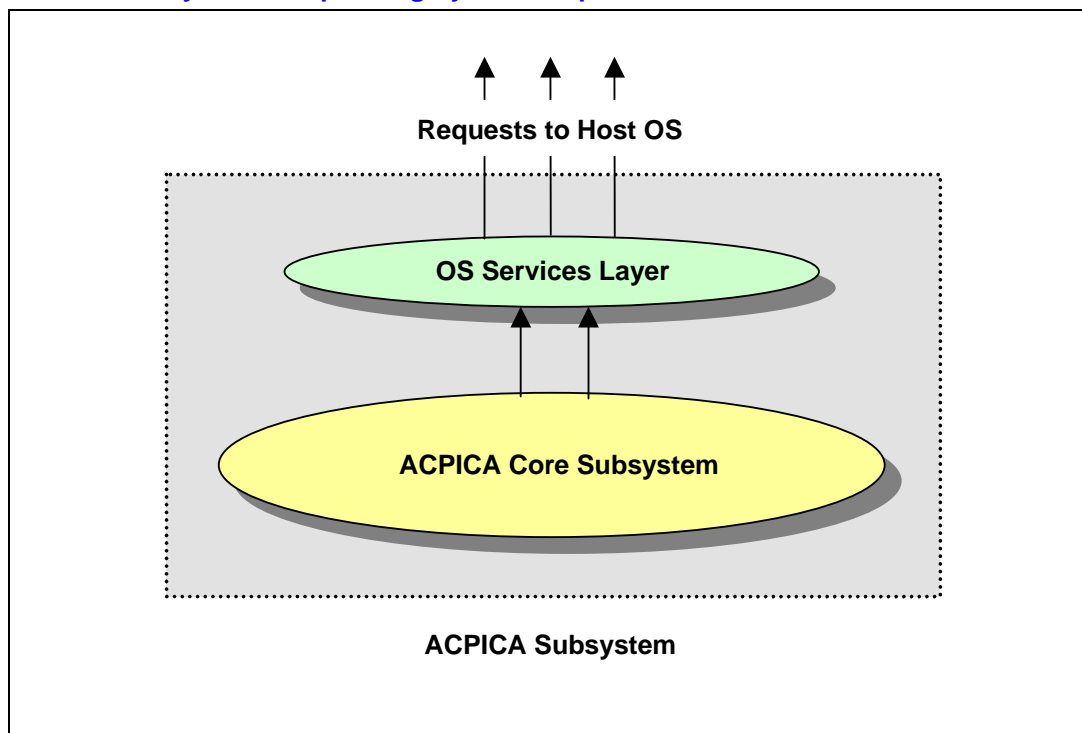 Requests to Host OS
OS Services Layer
ACPICA Core Subsystem
ACPICA Subsystem